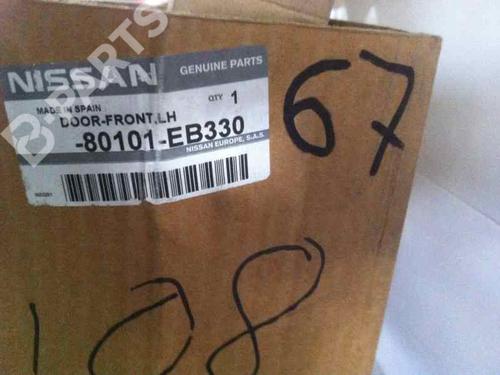 NISSAN
GENUINE PARTS
MADE IN SPAIN
QTY 1
DOOR-FRONT,LH
-80101-EB330
NISSAN EUROPE, S.A.S.
67
108
B-PARTS